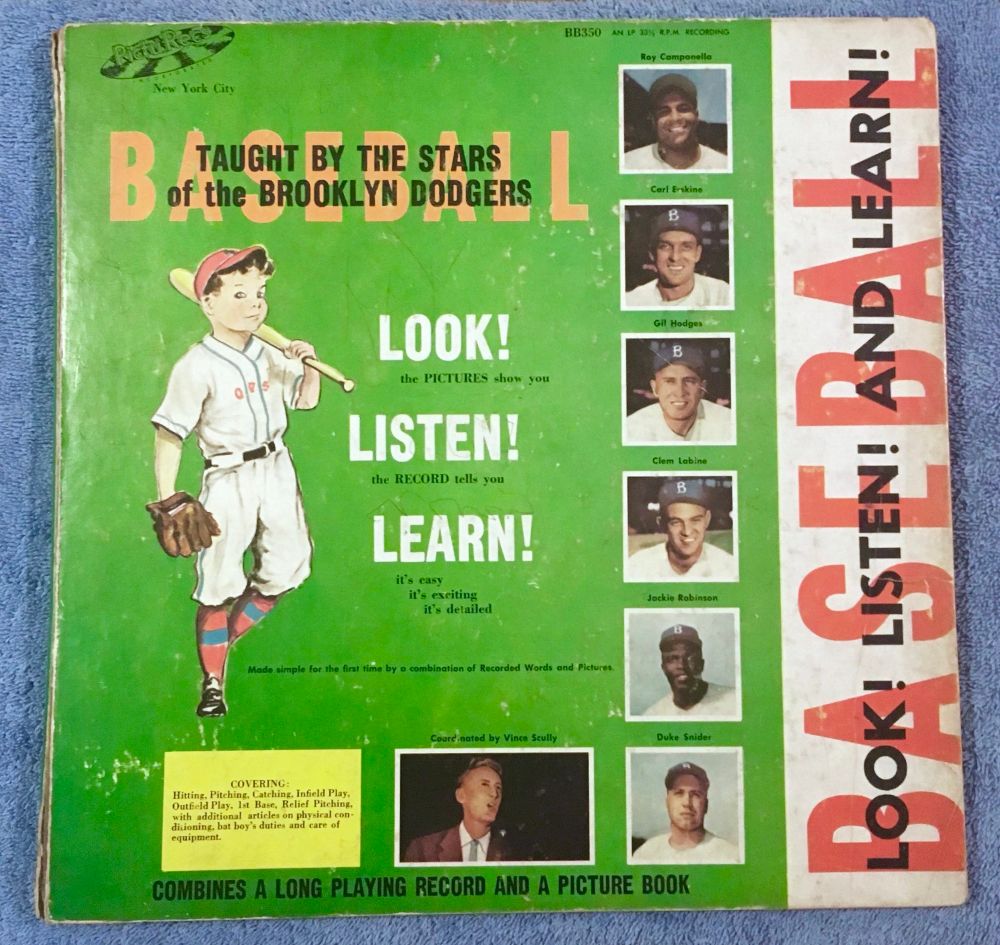 PicturRecs
INCORPORATED
New York City
BB350 AN LP 33⅓ R.P.M. RECORDING
BASEBALL
TAUGHT BY THE STARS
of the BROOKLYN DODGERS
LOOK!
the PICTURES show you
LISTEN!
the RECORD tells you
LEARN!
it's easy
it's exciting
it's detailed
Made simple for the first time by a combination of Recorded Words and Pictures.
Roy Campanella
Carl Erskine
B
Gil Hodges
B
Clem Labine
B
Jackie Robinson
B
Duke Snider
Coordinated by Vince Scully
COVERING:
Hitting, Pitching, Catching, Infield Play,
Outfield Play, 1st Base, Relief Pitching,
with additional articles on physical con-
ditioning, bat boy's duties and care of
equipment.
COMBINES A LONG PLAYING RECORD AND A PICTURE BOOK
BASEBALL
LOOK! LISTEN! AND LEARN!